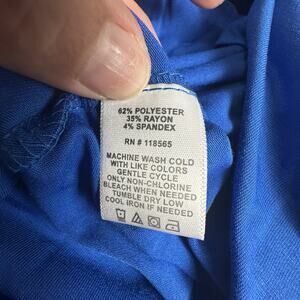 62% POLYESTER
35% RAYON
4% SPANDEX
RN # 118565
MACHINE WASH COLD
WITH LIKE COLORS
GENTLE CYCLE
ONLY NON-CHLORINE
BLEACH WHEN NEEDED
TUMBLE DRY LOW
COOL IRON IF NEEDED